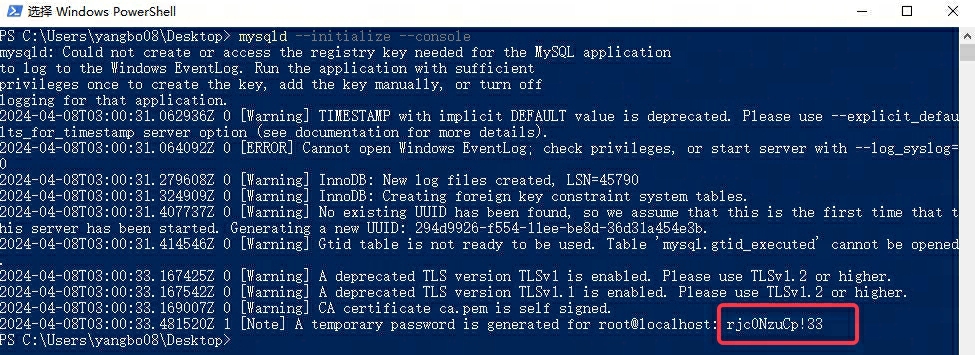 选择 Windows PowerShell
PS C:\Users\yangbo08\Desktop> mysqld --initialize --console
mysqld: Could not create or access the registry key needed for the MySQL application
to log to the Windows EventLog. Run the application with sufficient
privileges once to create the key, add the key manually, or turn off
logging for that application.
2024-04-08T03:00:31.062936Z 0 [Warning] TIMESTAMP with implicit DEFAULT value is deprecated. Please use --explicit_defau
lts_for_timestamp server option (see documentation for more details).
2024-04-08T03:00:31.064092Z 0 [ERROR] Cannot open Windows EventLog; check privileges, or start server with --log_syslog=
0
2024-04-08T03:00:31.279608Z 0 [Warning] InnoDB: New log files created, LSN=45790
2024-04-08T03:00:31.324909Z 0 [Warning] InnoDB: Creating foreign key constraint system tables.
2024-04-08T03:00:31.407737Z 0 [Warning] No existing UUID has been found, so we assume that this is the first time that t
his server has been started. Generating a new UUID: 294d9926-f554-11ee-be8d-36d31a454e3b.
2024-04-08T03:00:31.414546Z 0 [Warning] Gtid table is not ready to be used. Table 'mysql.gtid_executed' cannot be opened
.
2024-04-08T03:00:33.167425Z 0 [Warning] A deprecated TLS version TLSv1 is enabled. Please use TLSv1.2 or higher.
2024-04-08T03:00:33.167542Z 0 [Warning] A deprecated TLS version TLSv1.1 is enabled. Please use TLSv1.2 or higher.
2024-04-08T03:00:33.169007Z 0 [Warning] CA certificate ca.pem is self signed.
2024-04-08T03:00:33.481520Z 1 [Note] A temporary password is generated for root@localhost: rjc0NzuCp!33
PS C:\Users\yangbo08\Desktop>